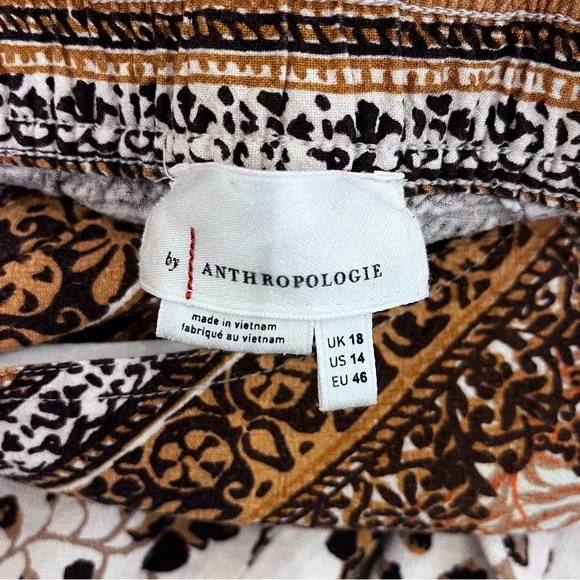 by ANTHROPOLOGIE
made in vietnam
fabriqué au vietnam
UK 18
US 14
EU 46